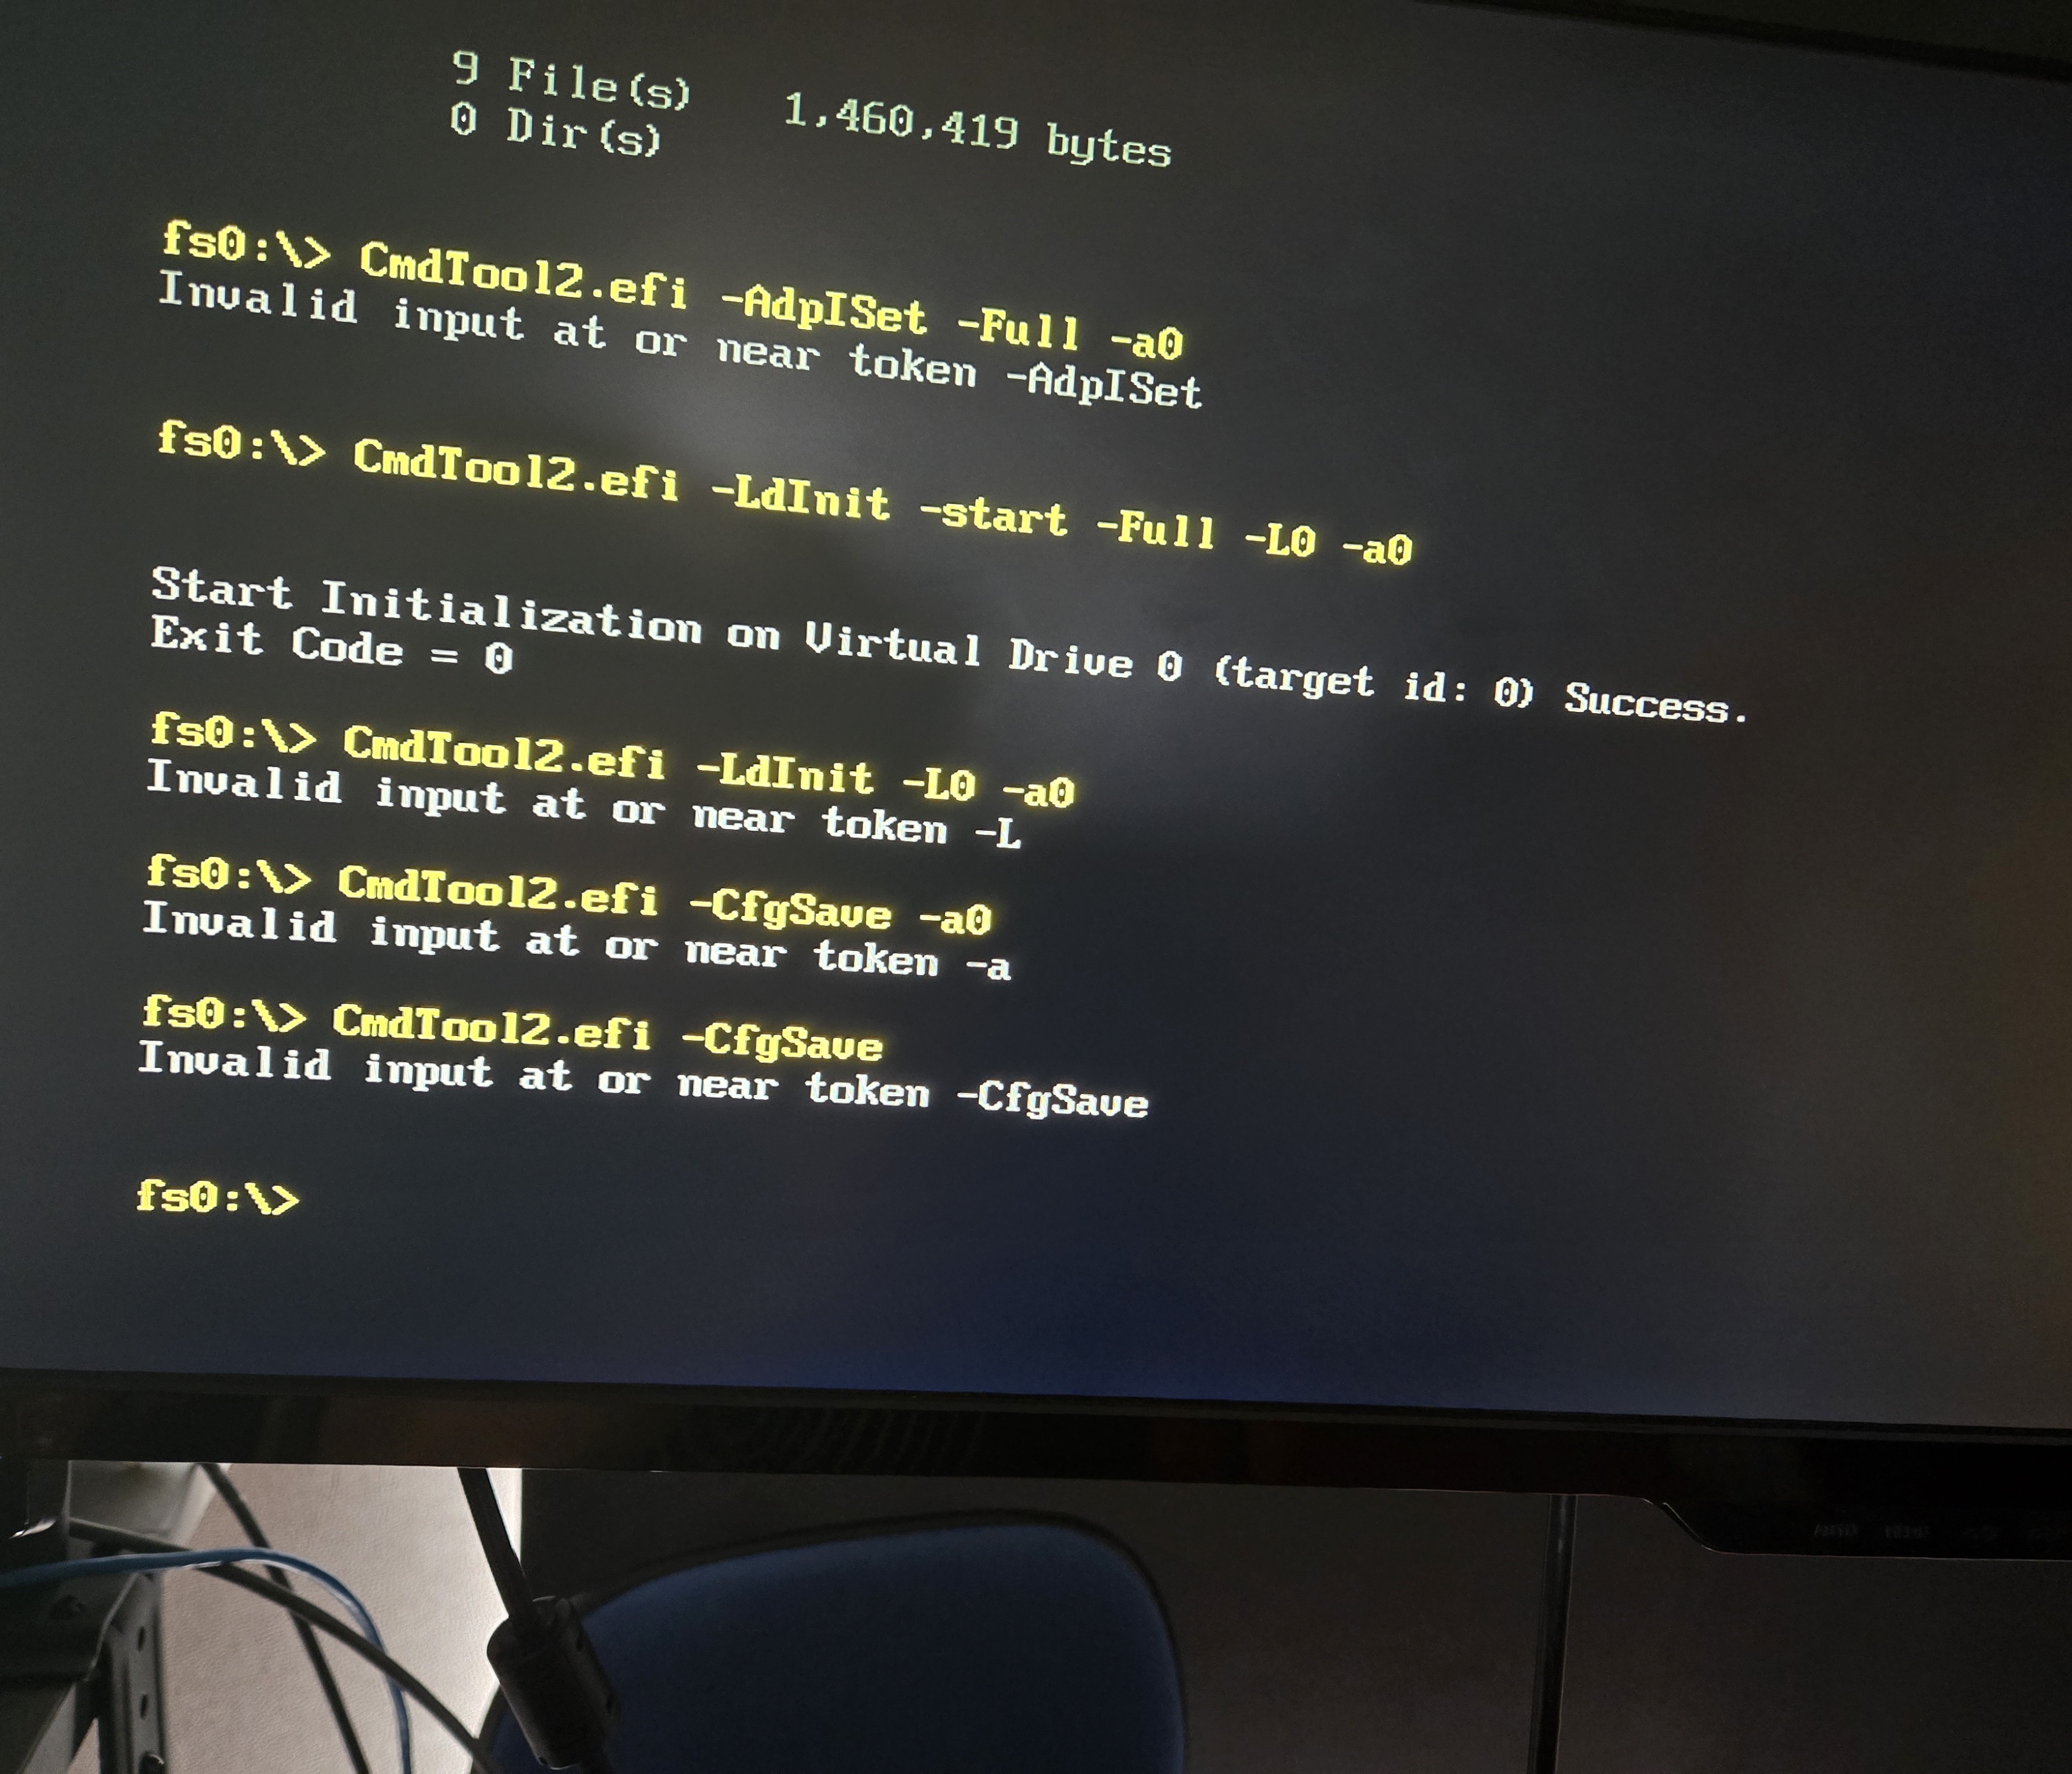 9 File(s) 1,460,419 bytes
0 Dir(s)
fs0:\> CmdTool2.efi -AdpISet -Full -a0
Invalid input at or near token -AdpISet
fs0:\> CmdTool2.efi -LdInit -start -Full -L0 -a0
Start Initialization on Virtual Drive 0 (target id: 0) Success.
Exit Code = 0
fs0:\> CmdTool2.efi -LdInit -L0 -a0
Invalid input at or near token -L
fs0:\> CmdTool2.efi -CfgSave -a0
Invalid input at or near token -a
fs0:\> CmdTool2.efi -CfgSave
Invalid input at or near token -CfgSave
fs0:\>